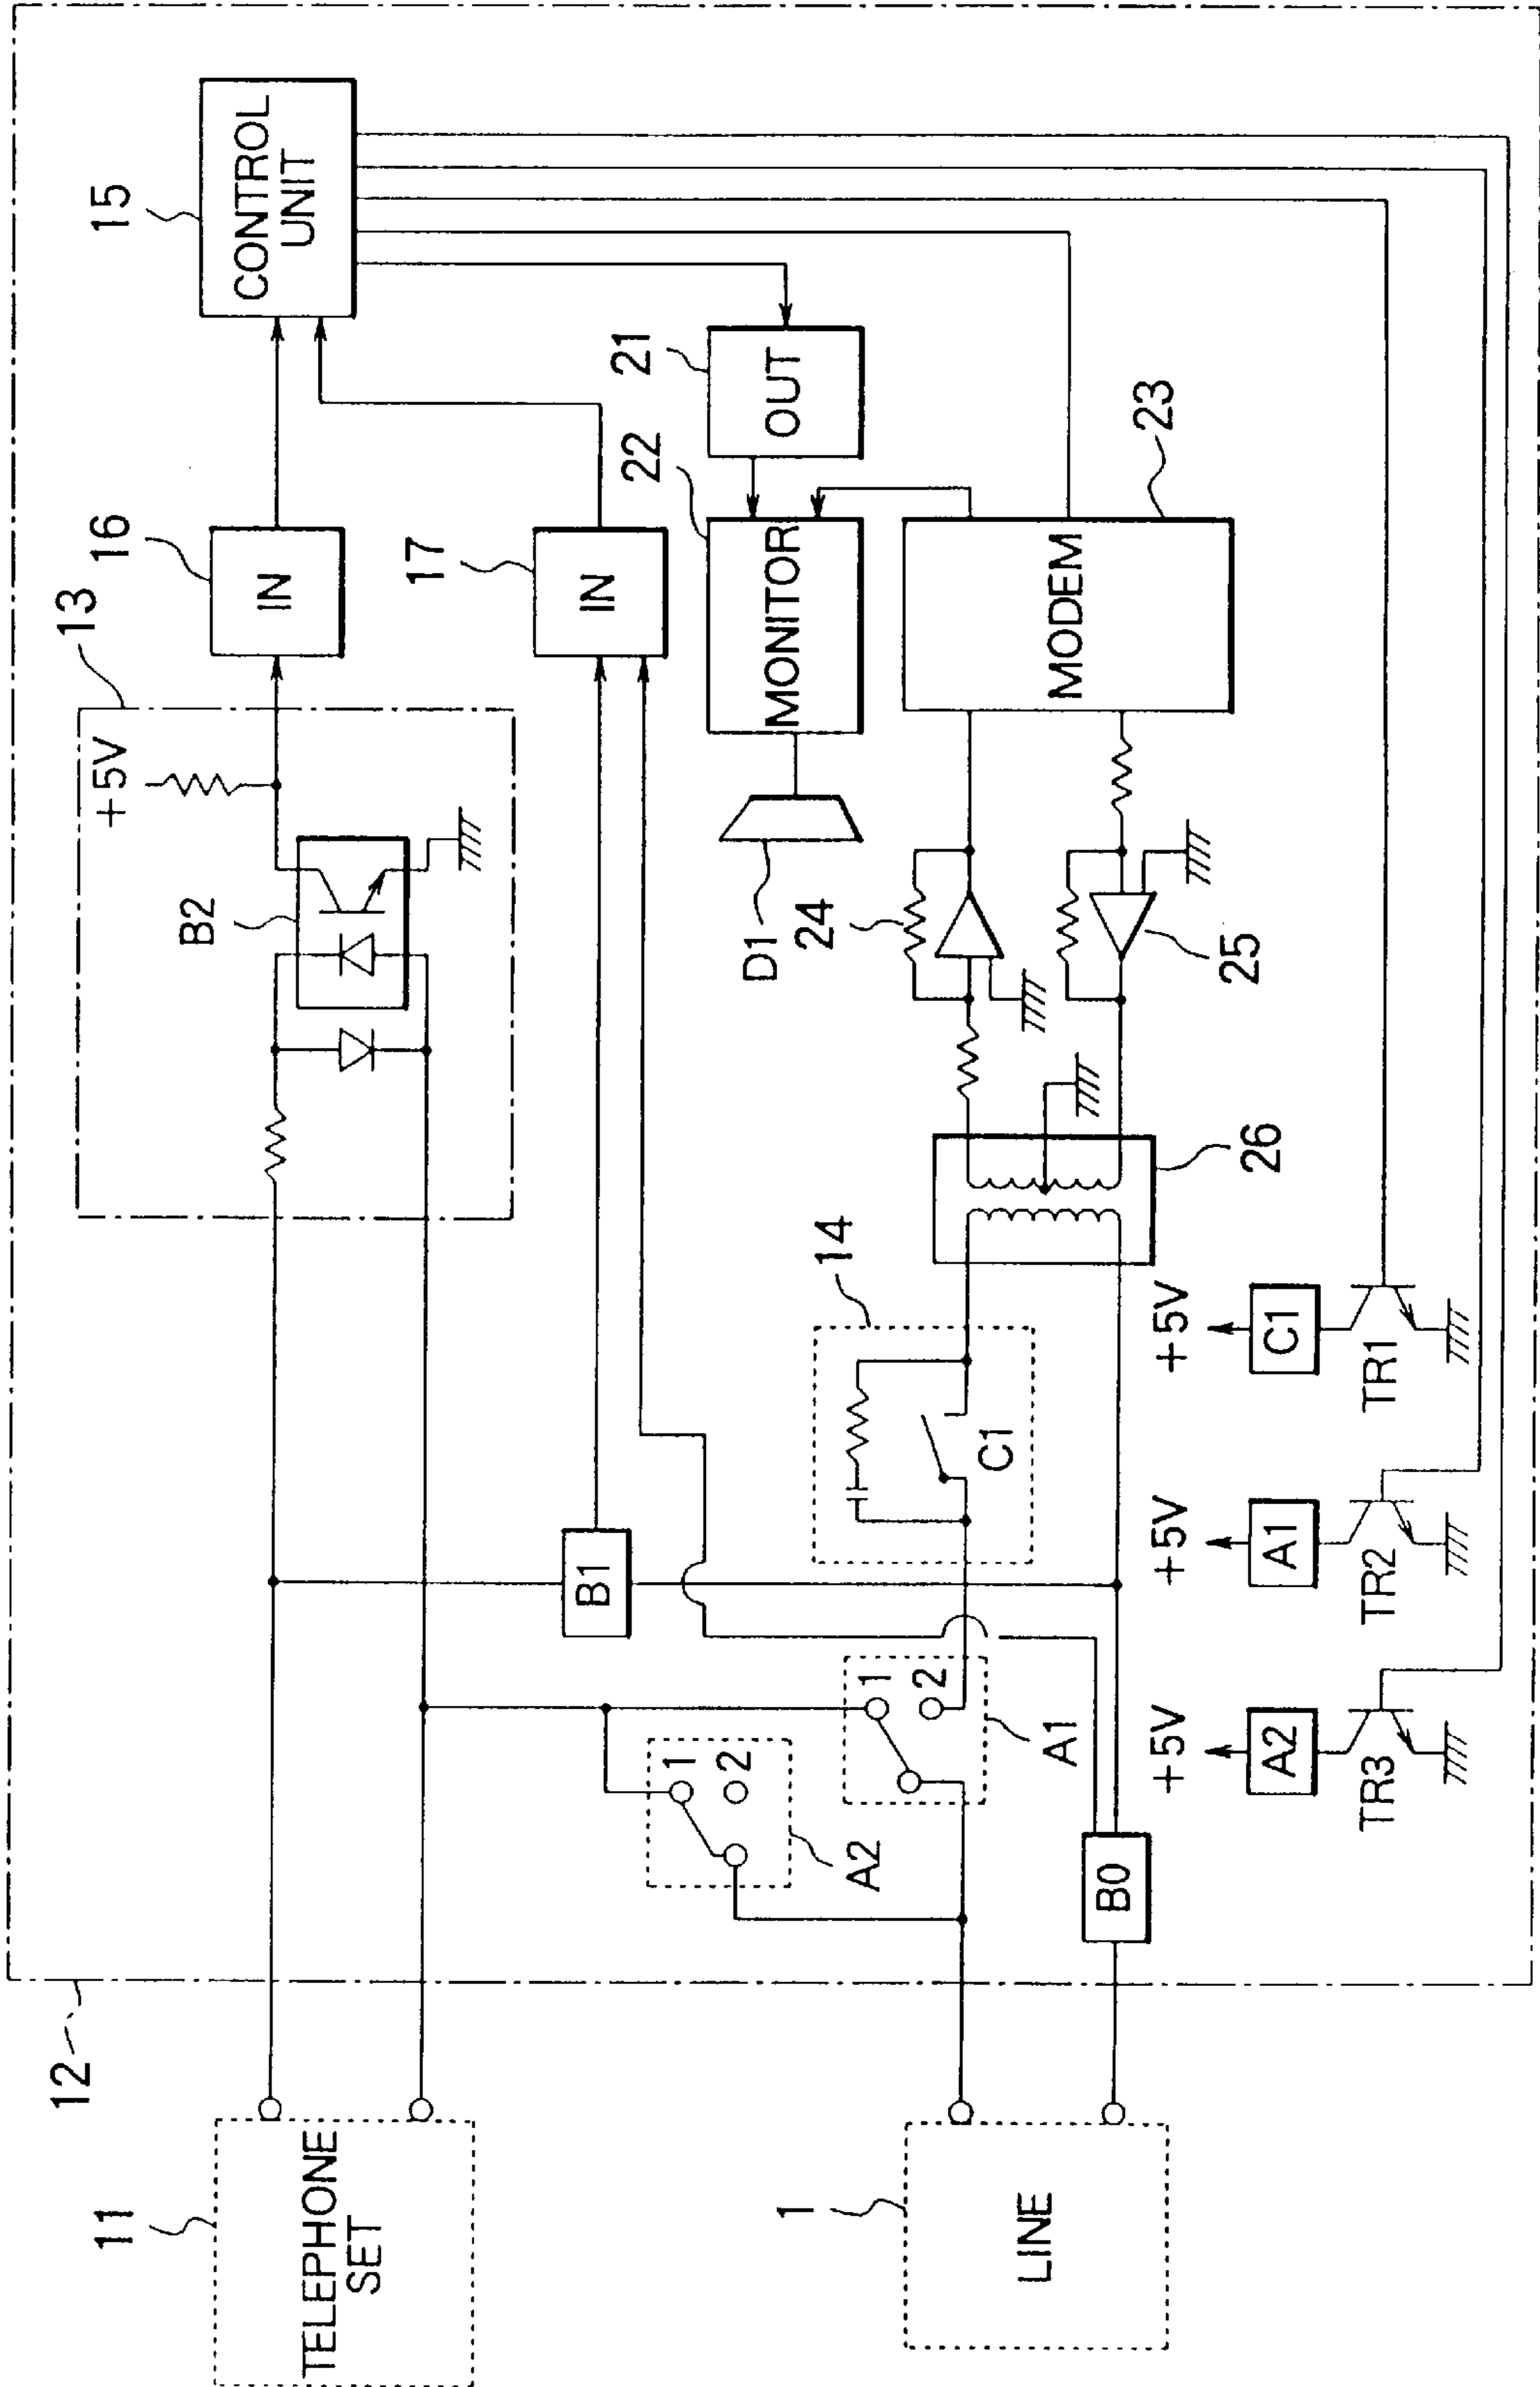 11
TELEPHONE
SET
12
13
+5V
B2
16
IN
17
IN
15
CONTROL
UNIT
B1
21
OUT
22
MONITOR
D1
MODEM
23
24
25
26
14
C1
1
2
A2
1
2
A1
1
LINE
B0
+5V
A2
TR3
+5V
A1
TR2
+5V
C1
TR1